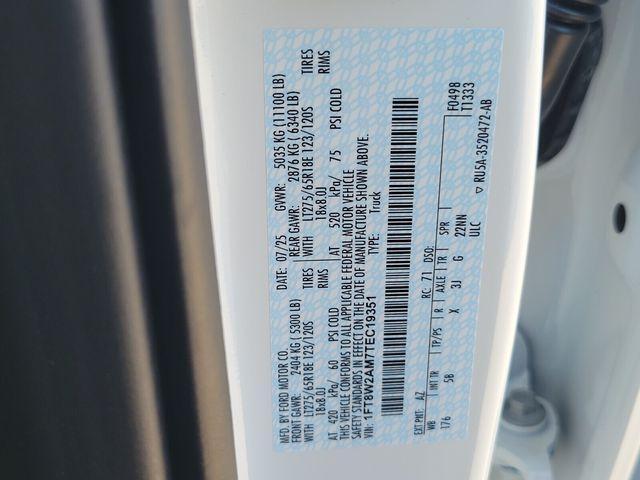 MFD. BY FORD MOTOR CO.
DATE: 07/25 GVWR: 5035 KG (11100 LB)
FRONT GAWR: 2404 KG (5300 LB) REAR GAWR: 2876 KG (6340 LB)
WITH LT275/65R18E 123/120S TIRES WITH LT275/65R18E 123/120S TIRES
18x8.0J RIMS 18x8.0J RIMS
AT 420 kPa/ 60 PSI COLD AT 520 kPa/ 75 PSI COLD
THIS VEHICLE CONFORMS TO ALL APPLICABLE FEDERAL MOTOR VEHICLE
SAFETY STANDARDS IN EFFECT ON THE DATE OF MANUFACTURE SHOWN ABOVE.
VIN: 1FT8W2AM7TEC19351 TYPE: Truck
F0498
T1333
EXT PNT: AZ RC: 71 DSO:
WB INT TR TP/PS R AXLE TR SPR
176 5B X 3J G 22NN
ULC ▽ RU5A-3520472-AB